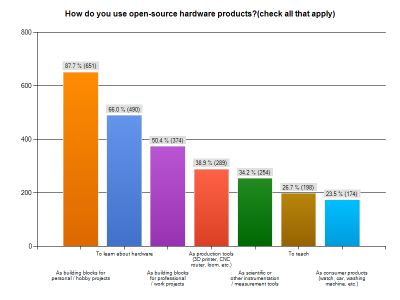 How do you use open-source hardware products?(check all that apply)
800
600
400
200
0
87.7 % (651)
66.0 % (490)
50.4 % (374)
38.9 % (289)
34.2 % (254)
26.7 % (198)
23.5 % (174)
As building blocks for
personal / hobby projects
To learn about hardware
As building blocks
for professional
/ work projects
As production tools
(3D printer, CNC
router, loom, etc.)
As scientific or
other instrumentation
/ measurement tools
To teach
As consumer products
(watch, car, washing
machine, etc.)